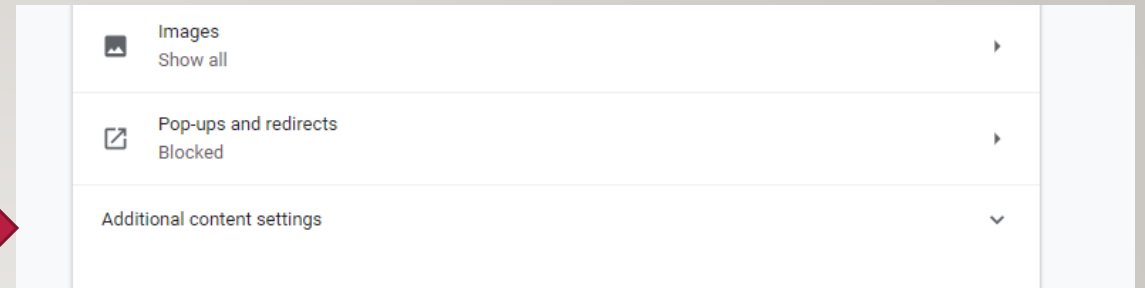 Images
Show all
Pop-ups and redirects
Blocked
Additional content settings